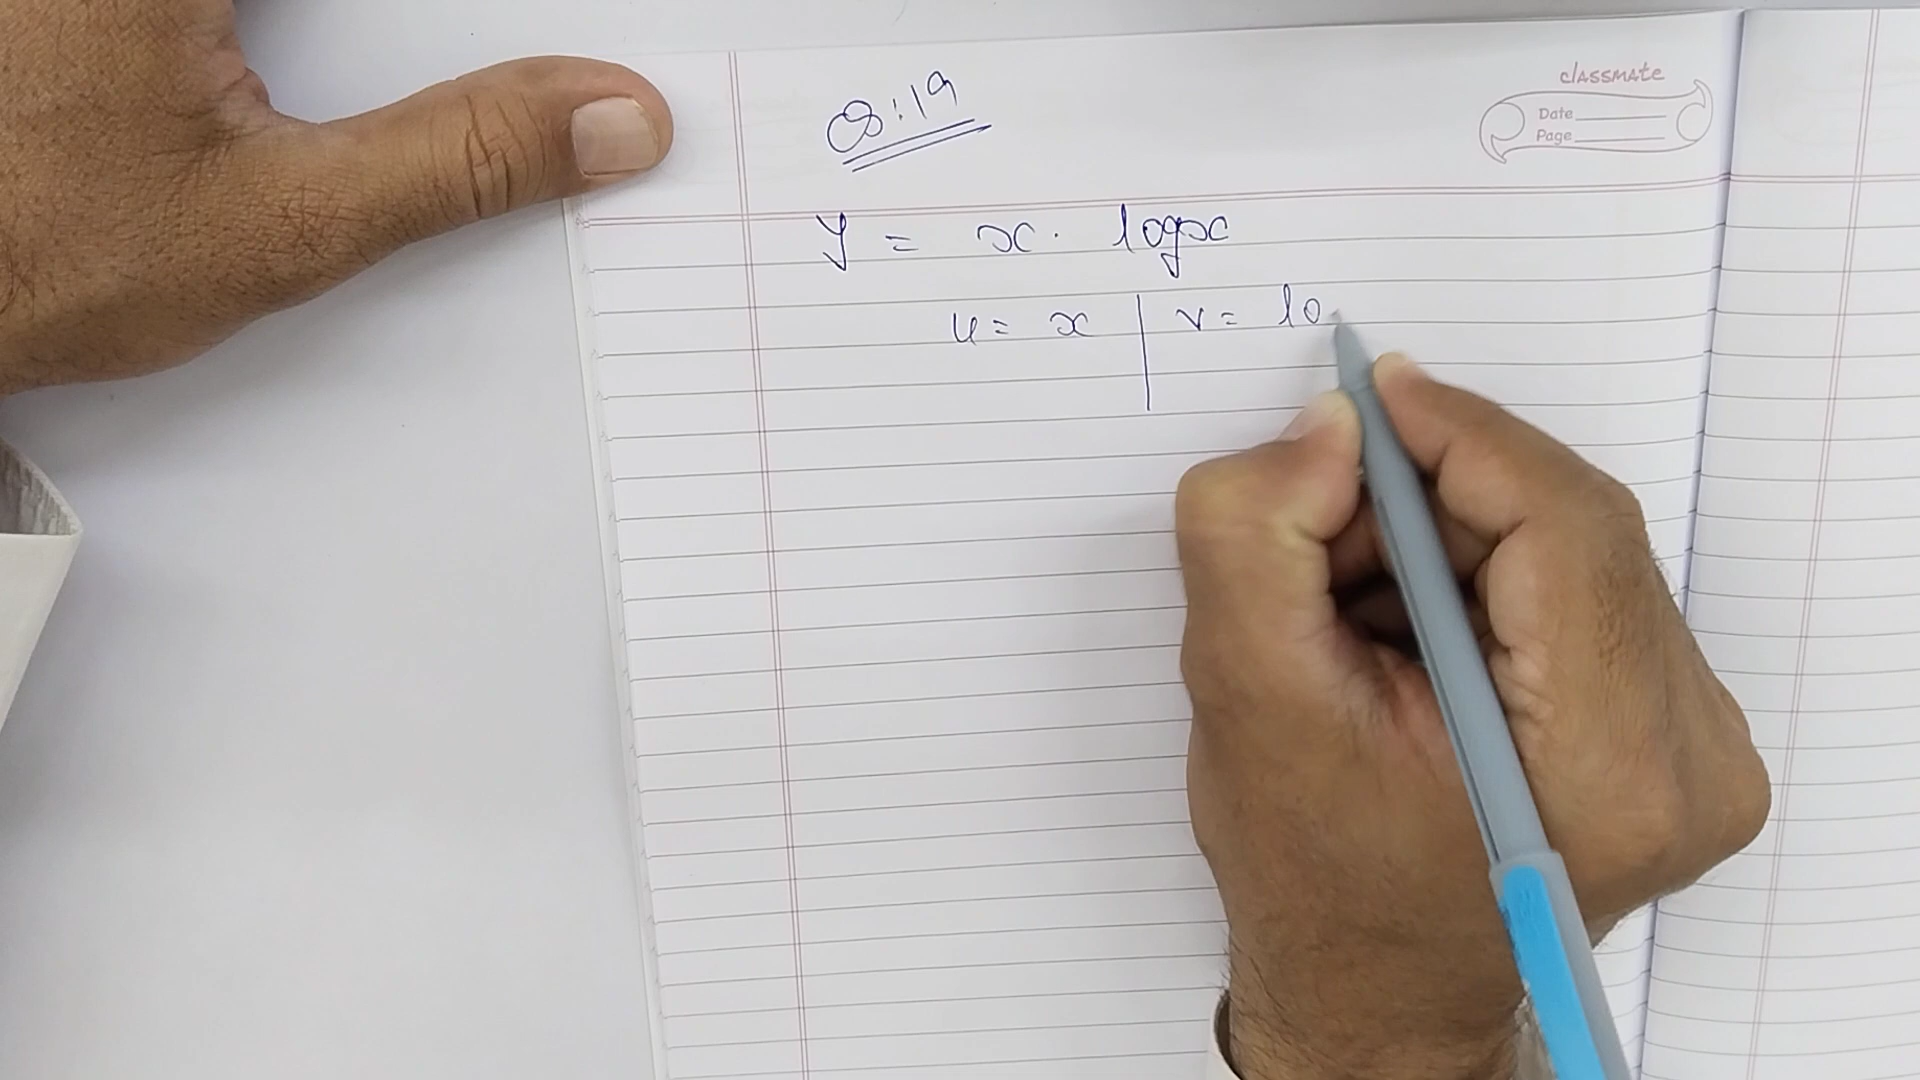 classmate
Date
Page
Q:19
y = x. logx
u = x | v = lo